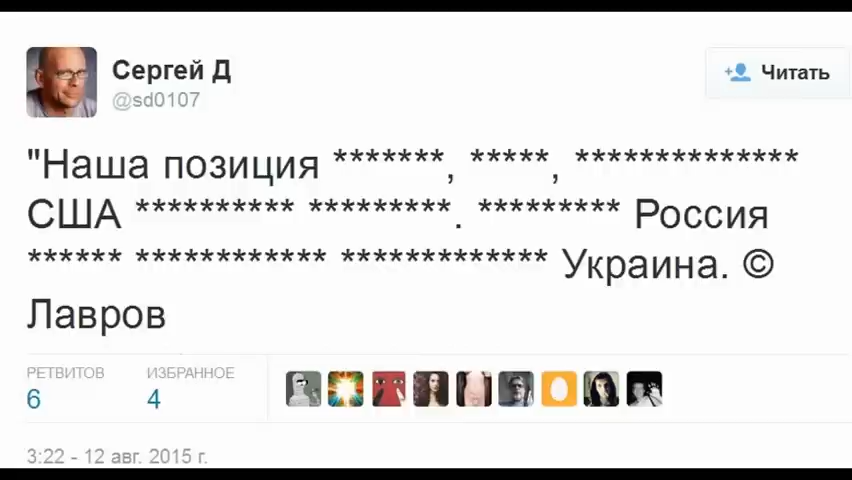 Сергей Д
@sd0107
Читать
"Наша позиция *******, *****, **************
США ********** *********. ********* Россия
****** ************ ************* Украина. ©
Лавров
РЕТВИТОВ ИЗБРАННОЕ
6 4
3:22 - 12 авг. 2015 г.